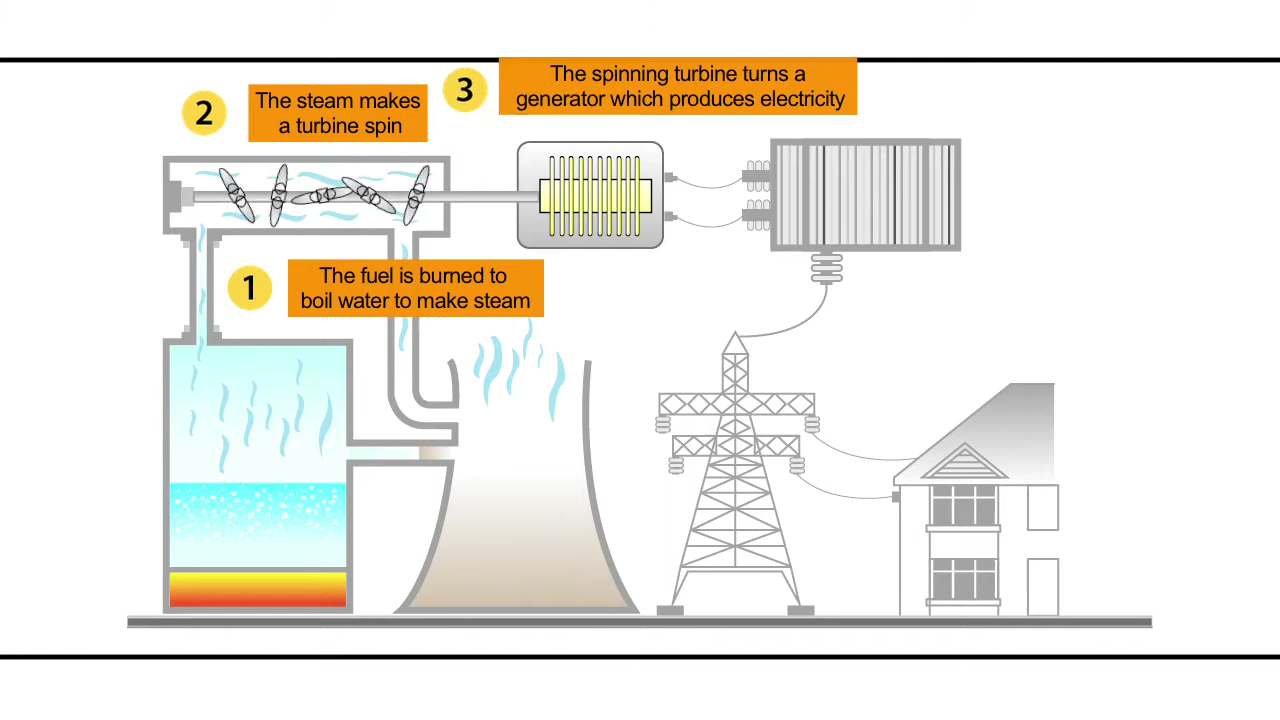 3
The spinning turbine turns a
generator which produces electricity
2
The steam makes
a turbine spin
1
The fuel is burned to
boil water to make steam